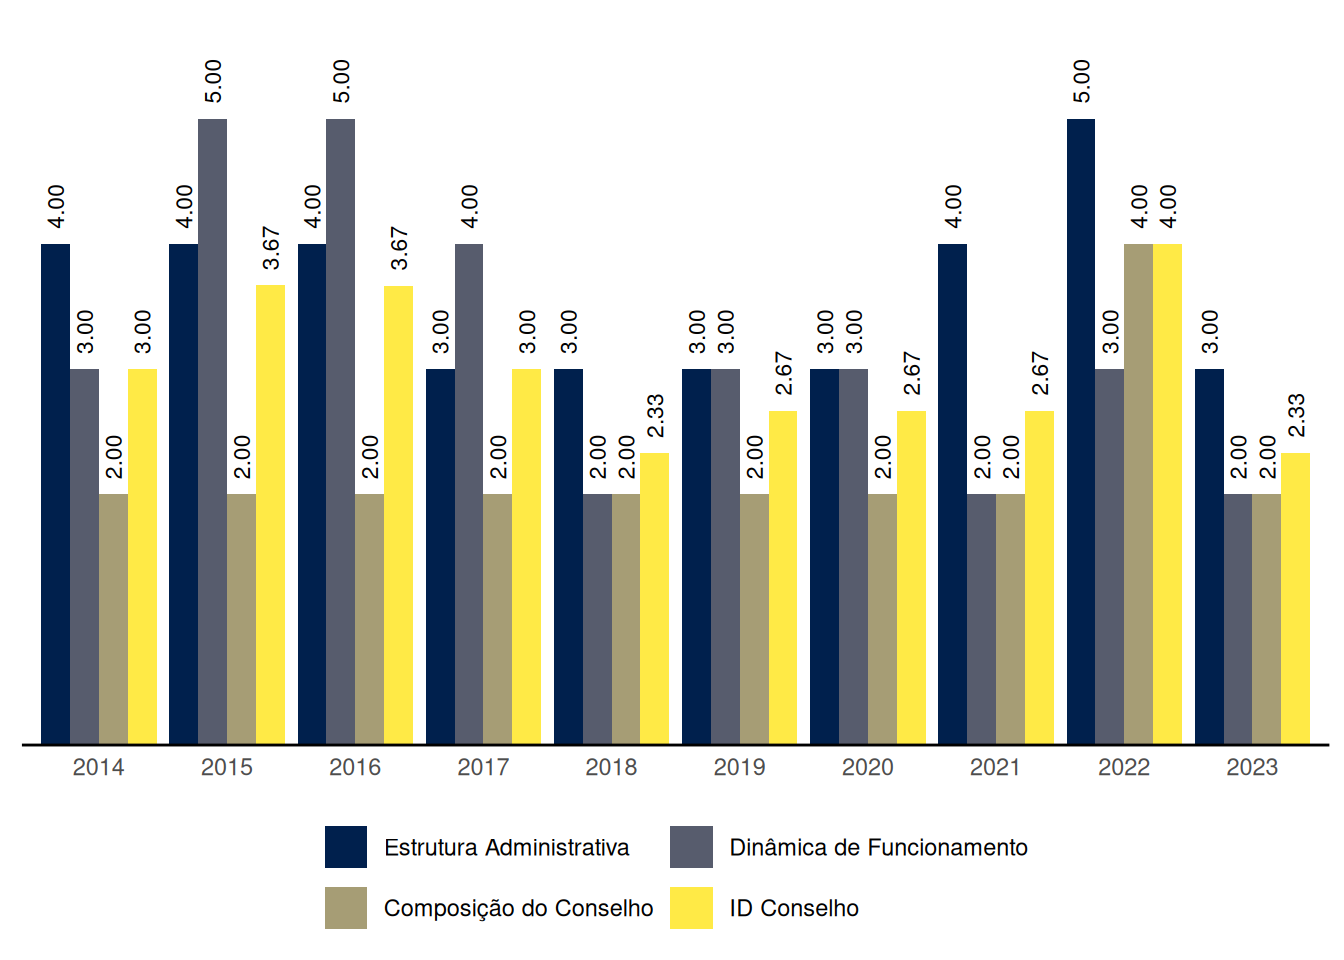 4.00 3.00 2.00 3.00
4.00 5.00 2.00 3.67
4.00 5.00 2.00 3.67
3.00 4.00 2.00 3.00
3.00 2.00 2.00 2.33
3.00 3.00 2.00 2.67
3.00 3.00 2.00 2.67
4.00 2.00 2.00 2.67
5.00 3.00 4.00 4.00
3.00 2.00 2.00 2.33
2014 2015 2016 2017 2018 2019 2020 2021 2022 2023
Estrutura Administrativa Dinâmica de Funcionamento
Composição do Conselho ID Conselho